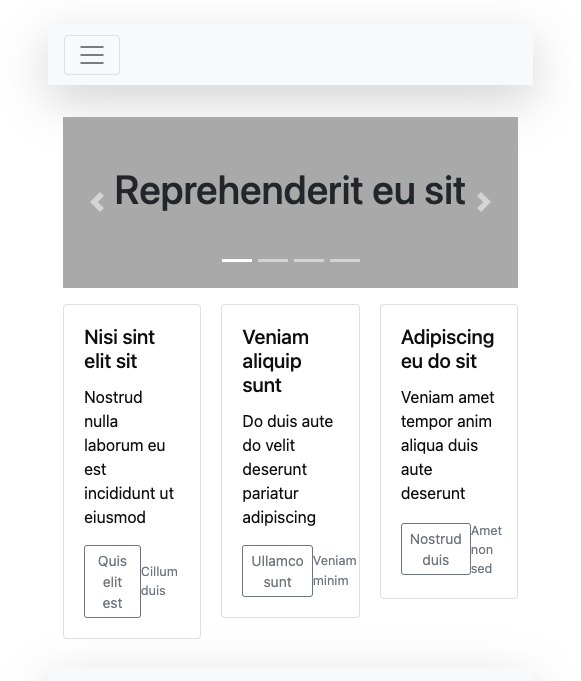 Reprehenderit eu sit
Nisi sint
elit sit
Nostrud
nulla
laborum eu
est
incididunt ut
eiusmod
Quis
elit
est
Cillum
duis
Veniam
aliquip
sunt
Do duis aute
do velit
deserunt
pariatur
adipiscing
Ullamco
sunt
Veniam
minim
Adipiscing
eu do sit
Veniam amet
tempor anim
aliqua duis
aute
deserunt
Nostrud
duis
Amet
non
sed